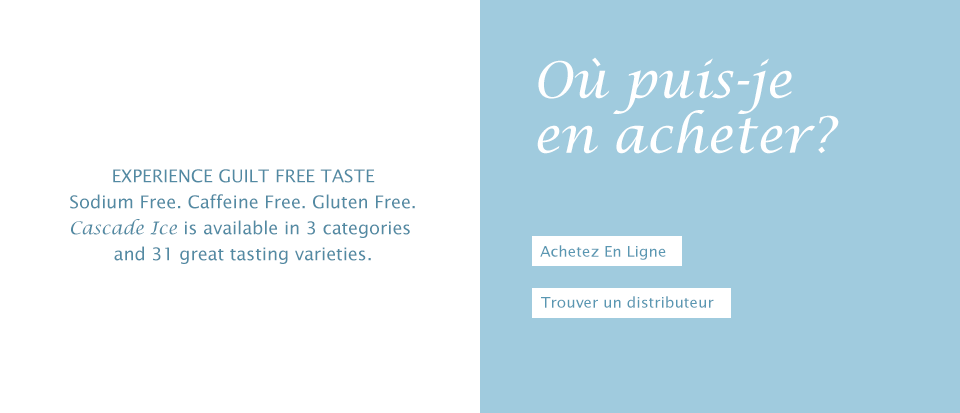 EXPERIENCE GUILT FREE TASTE
Sodium Free. Caffeine Free. Gluten Free.
Cascade Ice is available in 3 categories
and 31 great tasting varieties.
Où puis-je
en acheter?
Achetez En Ligne
Trouver un distributeur